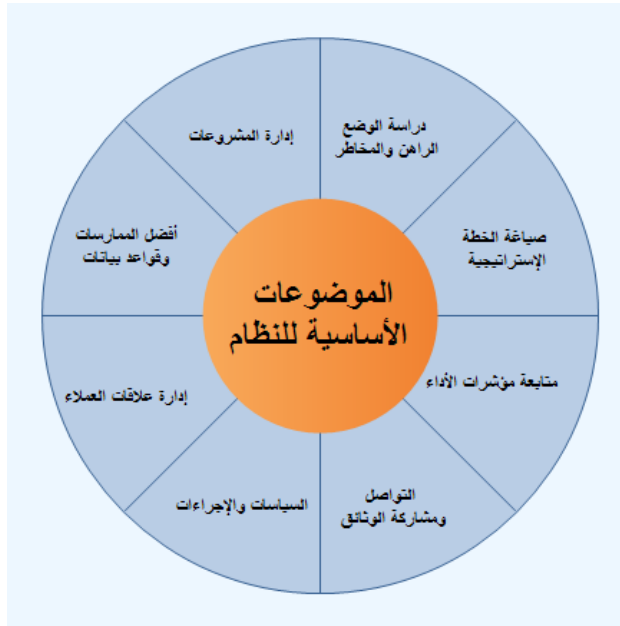 الموضوعات
الأساسية للنظام
دراسة الوضع
الراهن والمخاطر
صياغة الخطة
الإستراتيجية
متابعة مؤشرات الأداء
التواصل
ومشاركة الوثائق
السياسات والإجراءات
إدارة علاقات العملاء
أفضل الممارسات
وقواعد بيانات
إدارة المشروعات